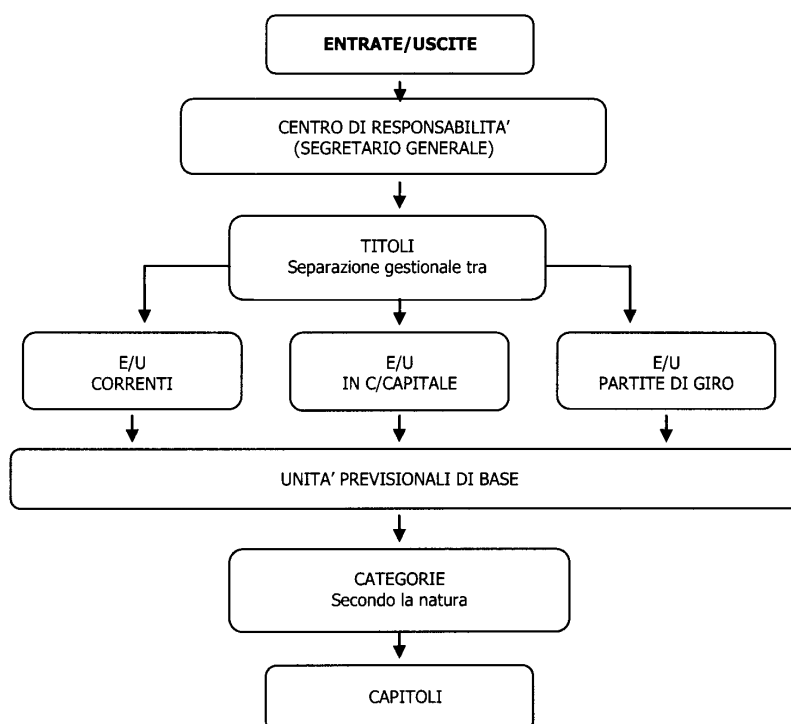 ENTRATE/USCITE
CENTRO DI RESPONSABILITA'
(SEGRETARIO GENERALE)
TITOLI
Separazione gestionale tra
E/U
CORRENTI
E/U
IN C/CAPITALE
E/U
PARTITE DI GIRO
UNITA' PREVISIONALI DI BASE
CATEGORIE
Secondo la natura
CAPITOLI